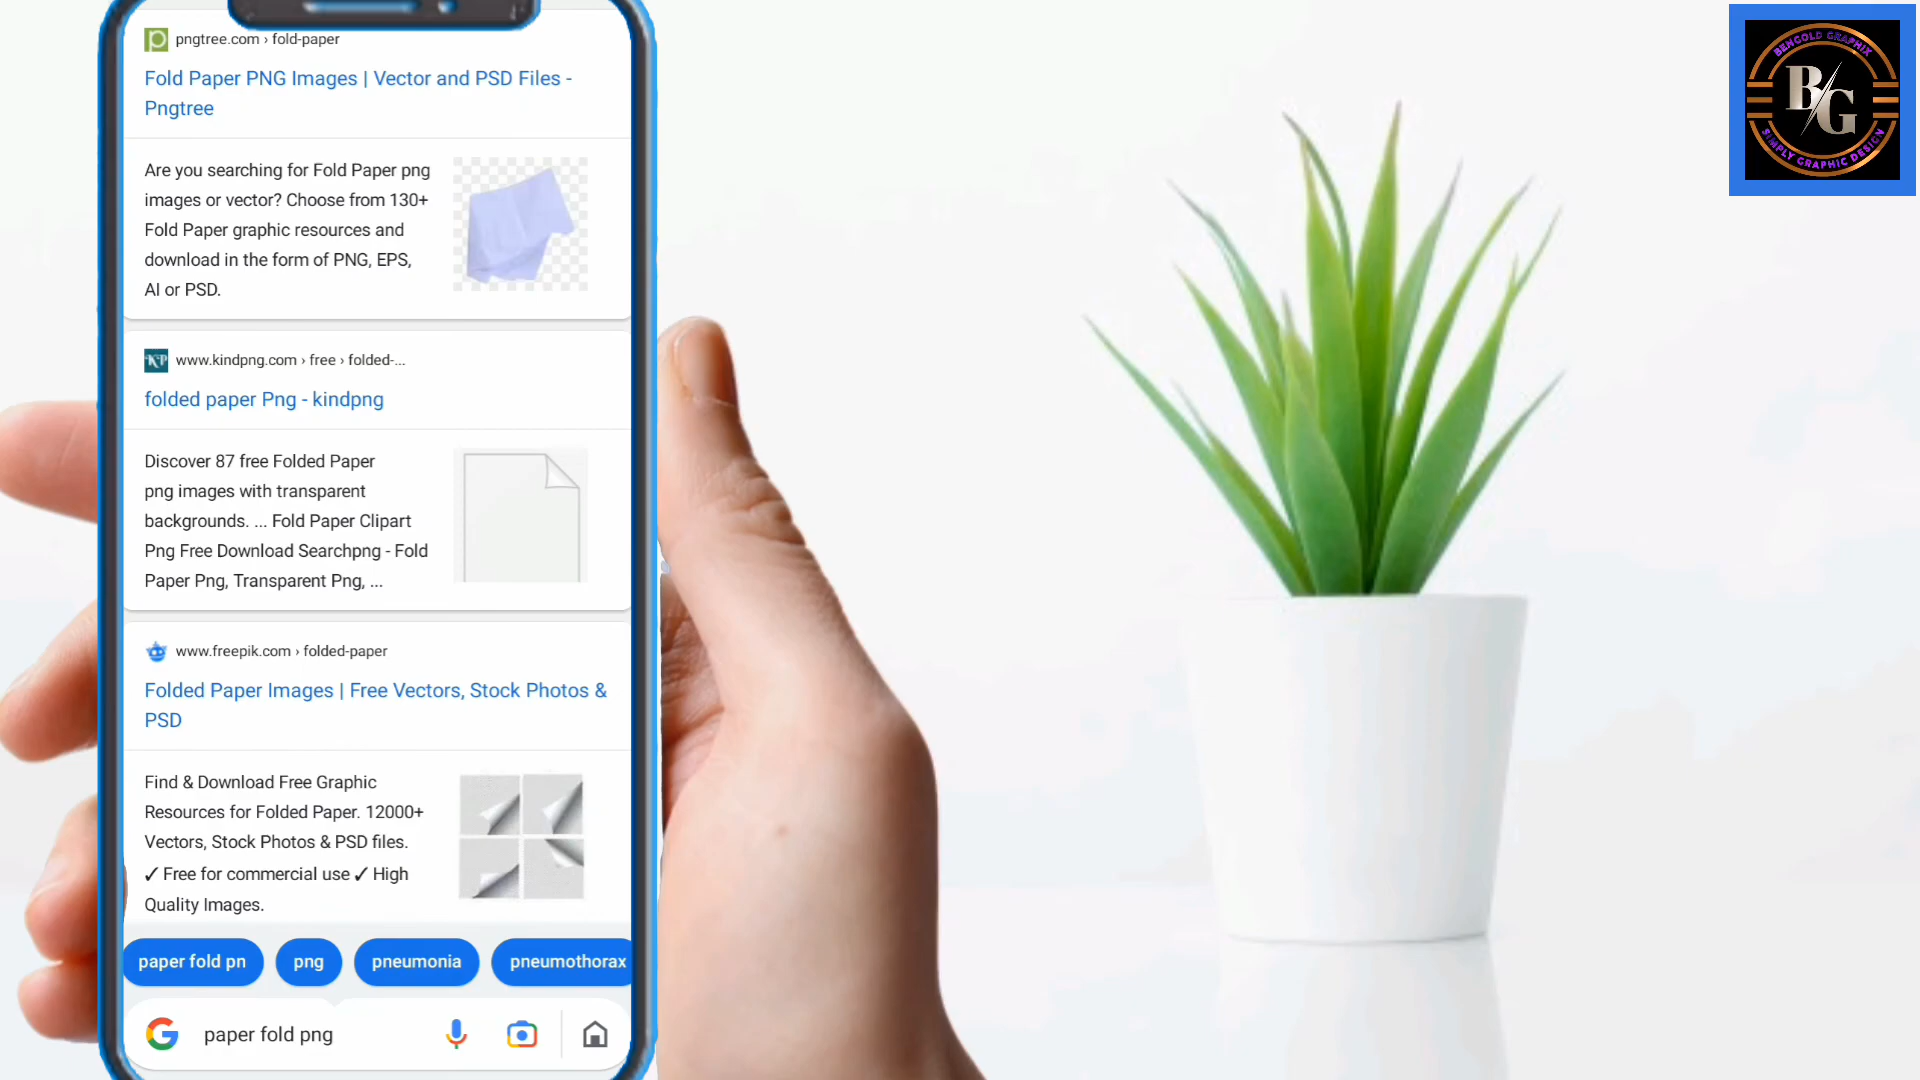 pngtree.com › fold-paper
Fold Paper PNG Images | Vector and PSD Files -
Pngtree
Are you searching for Fold Paper png
images or vector? Choose from 130+
Fold Paper graphic resources and
download in the form of PNG, EPS,
AI or PSD.
KP
www.kindpng.com › free › folded-...
folded paper Png - kindpng
Discover 87 free Folded Paper
png images with transparent
backgrounds. ... Fold Paper Clipart
Png Free Download Searchpng - Fold
Paper Png, Transparent Png, ...
www.freepik.com › folded-paper
Folded Paper Images | Free Vectors, Stock Photos &
PSD
Find & Download Free Graphic
Resources for Folded Paper. 12000+
Vectors, Stock Photos & PSD files.
✓ Free for commercial use ✓ High
Quality Images.
paper fold pn
png
pneumonia
pneumothorax
G paper fold png
BENGOLD GRAPHIX
B/G
SIMPLY GRAPHIC DESIGN